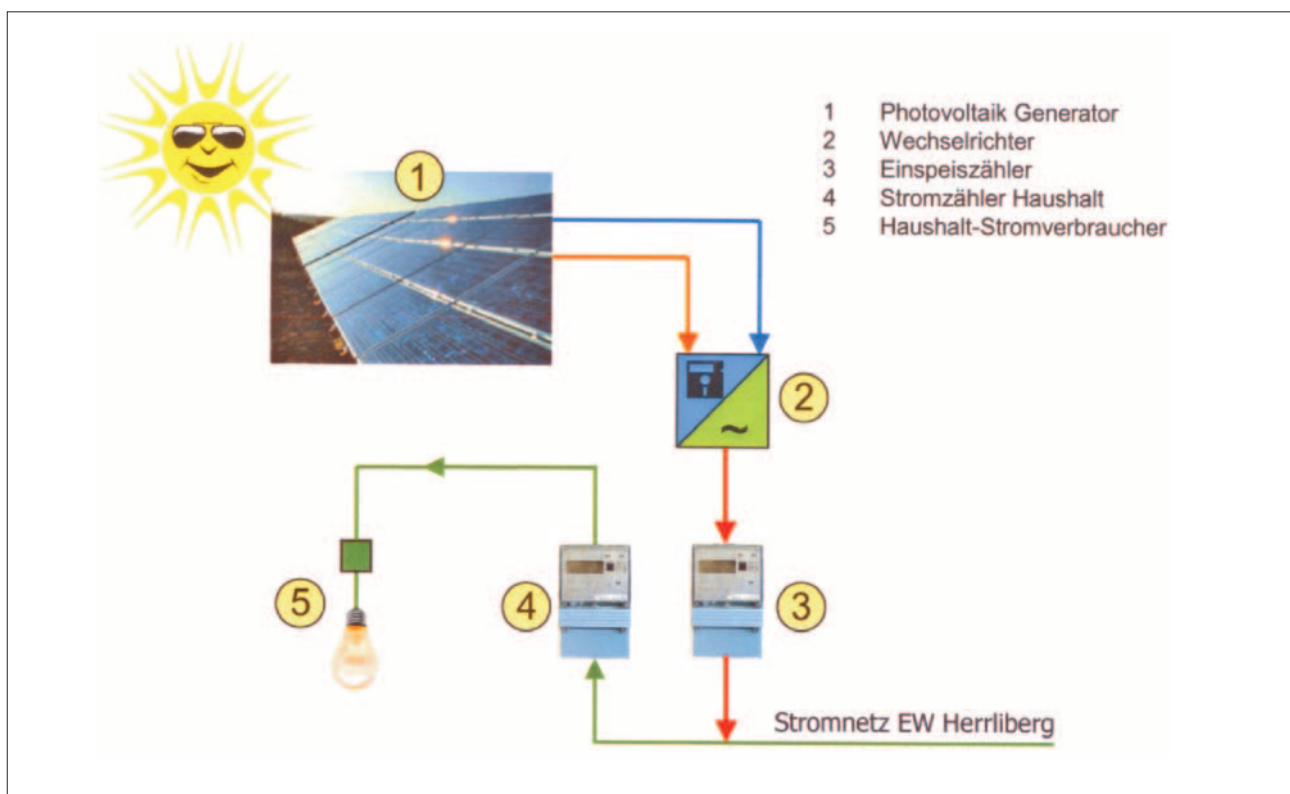 1 Photovoltaik Generator
2 Wechselrichter
3 Einspeiszähler
4 Stromzähler Haushalt
5 Haushalt-Stromverbraucher
1
2
~
5
4
3
Stromnetz EW Herrliberg